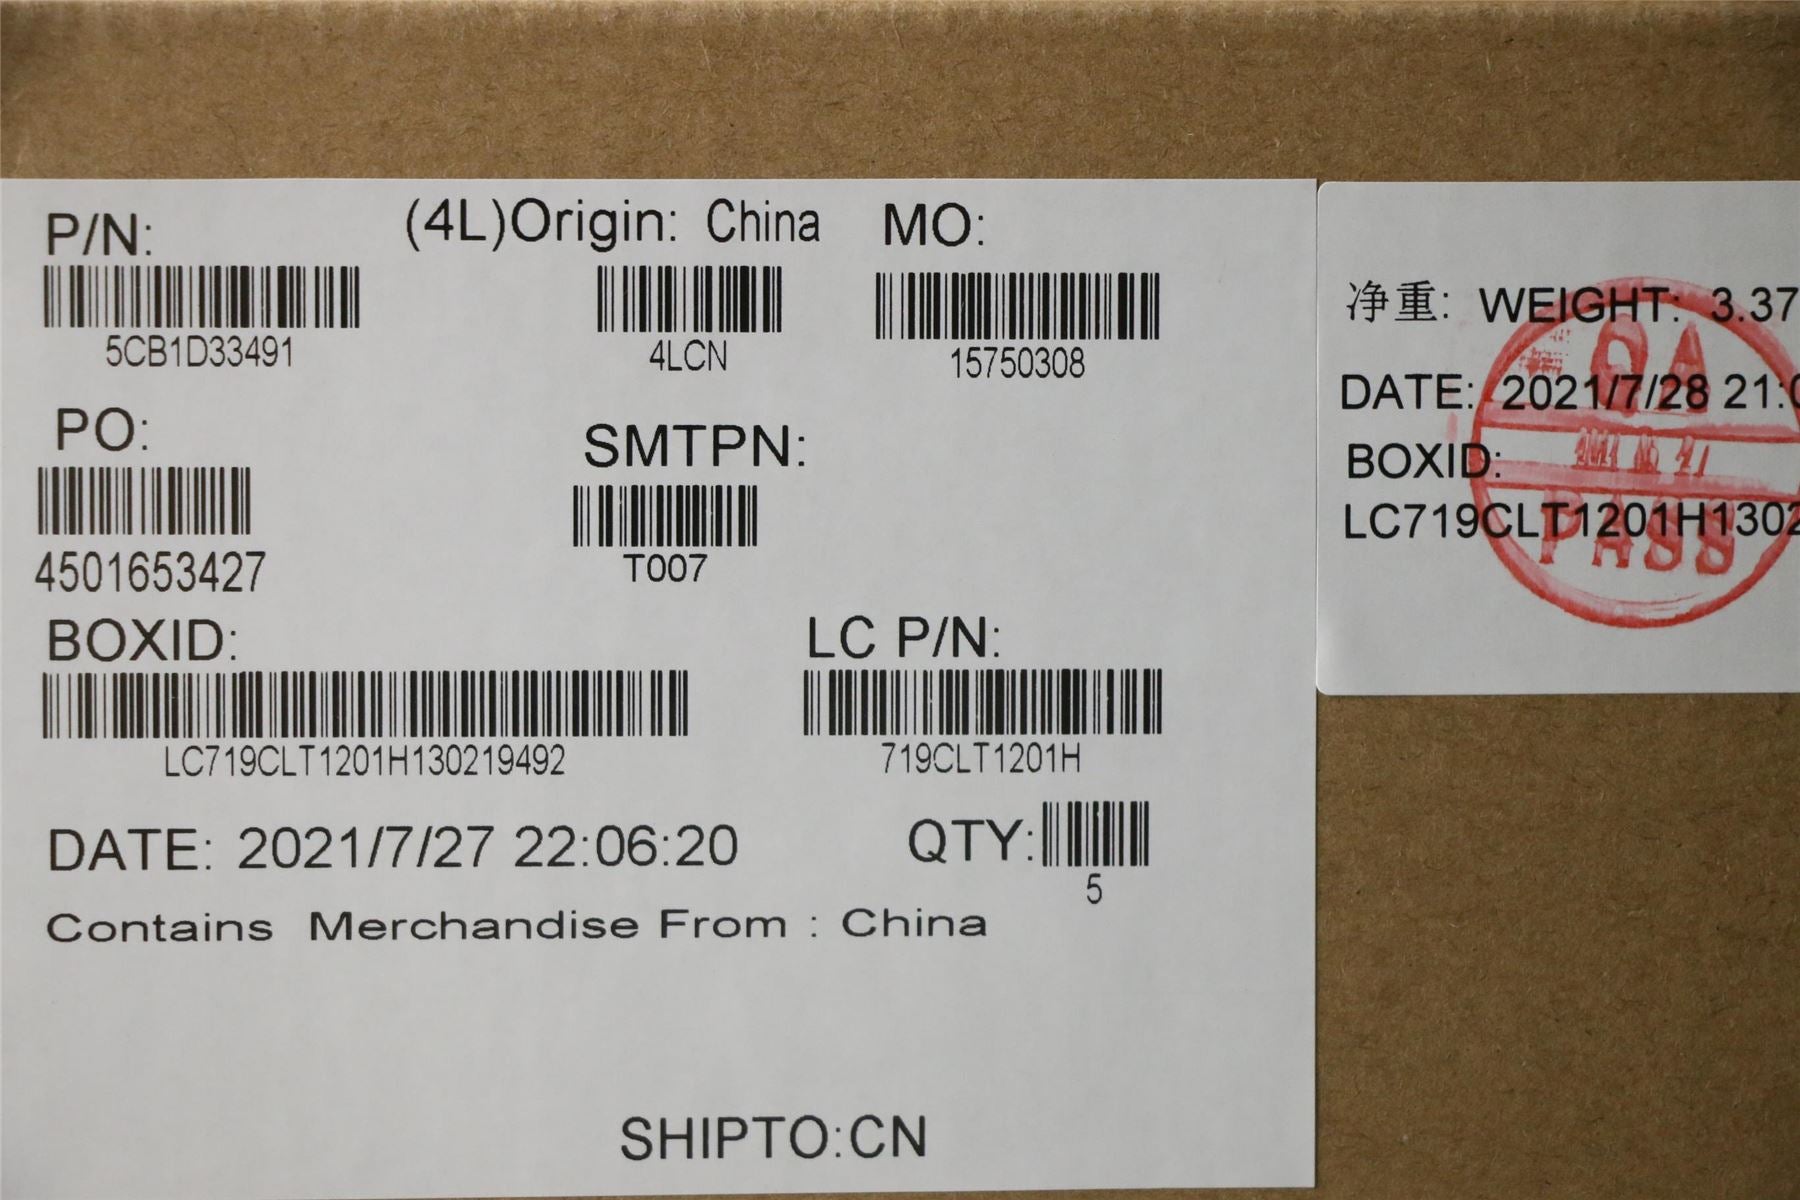 P/N:
(4L)Origin: China
MO:
5CB1D33491
4LCN
15750308
PO:
SMTPN:
4501653427
T007
BOXID:
LC P/N:
LC719CLT1201H130219492
719CLT1201H
DATE: 2021/7/27 22:06:20
QTY:
5
Contains Merchandise From : China
SHIPTO:CN
净重: WEIGHT: 3.37
DATE: 2021/7/28 21:0
BOXID:
LC719CLT1201H1302
QA
PASS